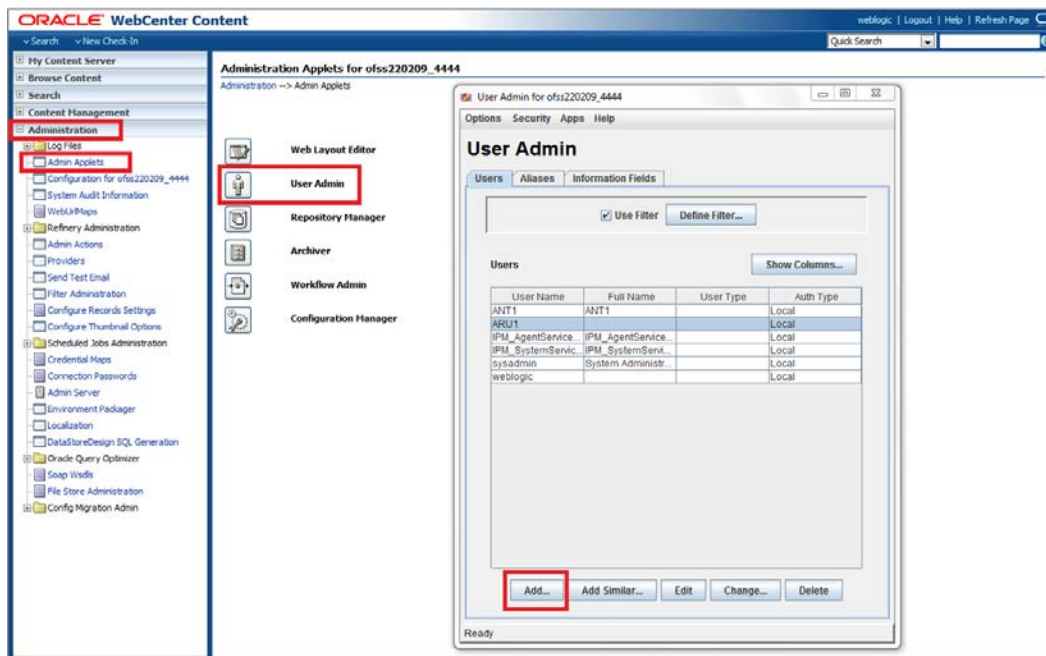 ORACLE WebCenter Content
weblogic | Logout | Help | Refresh Page
Search New Check-In
Quick Search
My Content Server
Browse Content
Search
Content Management
Administration
Log Files
Admin Applets
Configuration for ofss220209_4444
System Audit Information
WebUrlMaps
Refinery Administration
Admin Actions
Providers
Send Test Email
Filter Administration
Configure Records Settings
Configure Thumbnail Options
Scheduled Jobs Administration
Credential Maps
Connection Passwords
Admin Server
Environment Packager
Localization
DataStoreDesign SQL Generation
Oracle Query Optimizer
Soap Wsdls
File Store Administration
Config Migration Admin
Administration Applets for ofss220209_4444
Administration --> Admin Applets
Web Layout Editor
User Admin
Repository Manager
Archiver
Workflow Admin
Configuration Manager
User Admin for ofss220209_4444
Options Security Apps Help
User Admin
Users Aliases Information Fields
Use Filter Define Filter...
Users Show Columns...
User Name Full Name User Type Auth Type
ANT1 ANT1 Local
ARU1 Local
IPM_AgentService... IPM_AgentService... Local
IPM_SystemServic... IPM_SystemServi... Local
sysadmin System Administr... Local
weblogic Local
Add... Add Similar... Edit Change... Delete
Ready